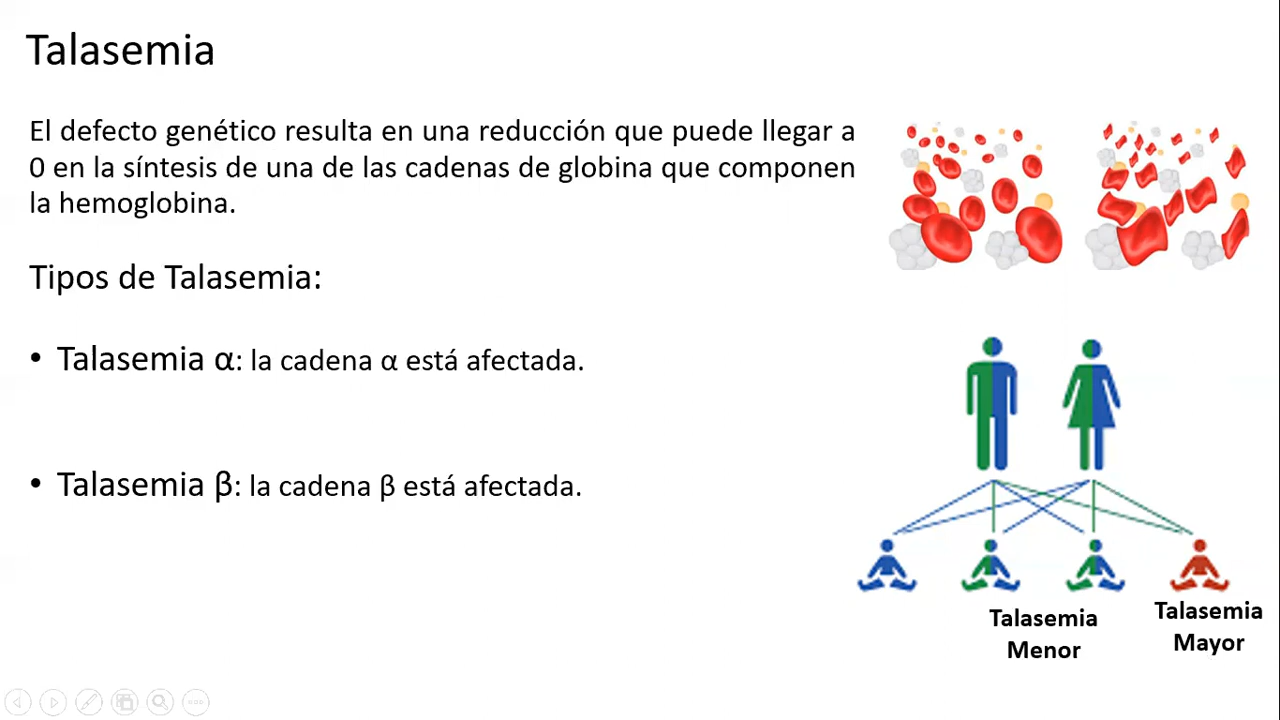 Talasemia
El defecto genético resulta en una reducción que puede llegar a
0 en la síntesis de una de las cadenas de globina que componen
la hemoglobina.
Tipos de Talasemia:
• Talasemia α: la cadena α está afectada.
• Talasemia β: la cadena β está afectada.
Talasemia
Menor
Talasemia
Mayor